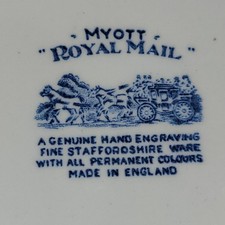 MYOTT
"ROYAL MAIL"
A GENUINE HAND ENGRAVING
FINE STAFFORDSHIRE WARE
WITH ALL PERMANENT COLOURS
MADE IN ENGLAND